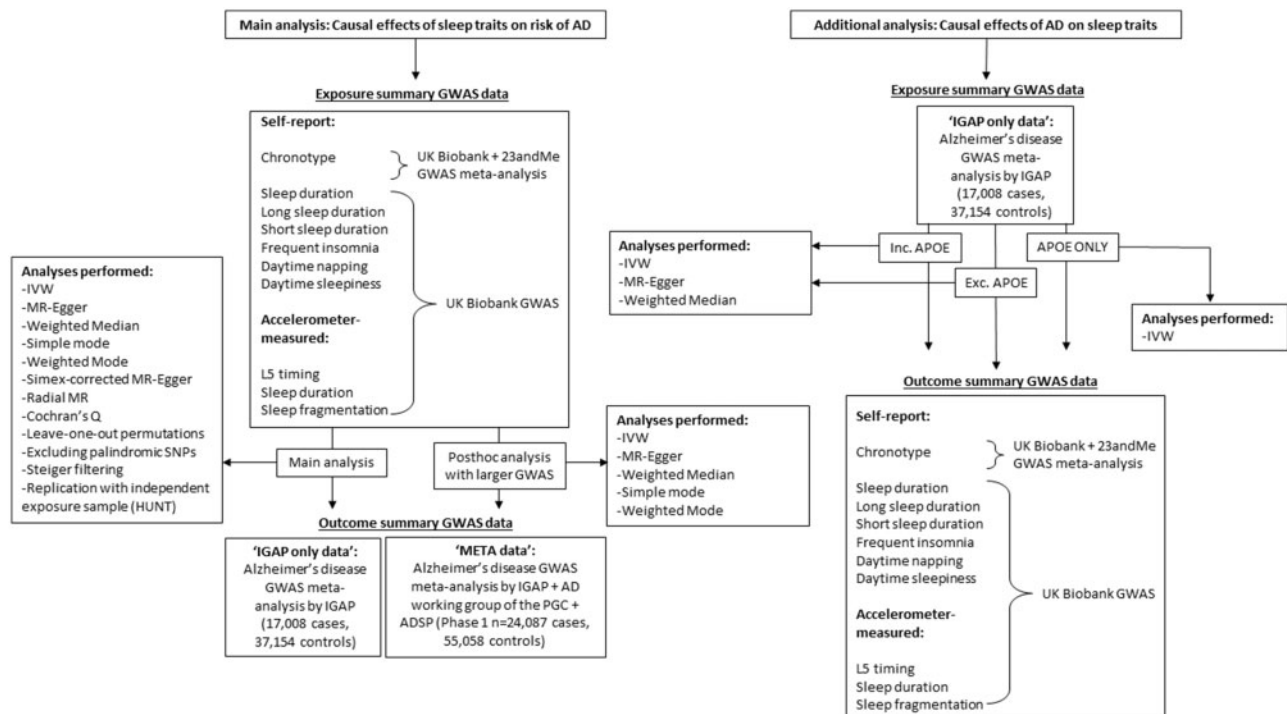 Main analysis: Causal effects of sleep traits on risk of AD
Exposure summary GWAS data
Self-report:
Chronotype
UK Biobank + 23andMe
GWAS meta-analysis
Sleep duration
Long sleep duration
Short sleep duration
Frequent insomnia
Daytime napping
Daytime sleepiness
UK Biobank GWAS
Accelerometer-
measured:
L5 timing
Sleep duration
Sleep fragmentation
Analyses performed:
-IVW
-MR-Egger
-Weighted Median
-Simple mode
-Weighted Mode
-Simex-corrected MR-Egger
-Radial MR
-Cochran's Q
-Leave-one-out permutations
-Excluding palindromic SNPs
-Steiger filtering
-Replication with independent
exposure sample (HUNT)
Main analysis
Posthoc analysis
with larger GWAS
Analyses performed:
-IVW
-MR-Egger
-Weighted Median
-Simple mode
-Weighted Mode
Outcome summary GWAS data
'IGAP only data':
Alzheimer's disease
GWAS meta-
analysis by IGAP
(17,008 cases,
37,154 controls)
'META data':
Alzheimer's disease GWAS
meta-analysis by IGAP + AD
working group of the PGC +
ADSP (Phase 1 n=24,087 cases,
55,058 controls)
Additional analysis: Causal effects of AD on sleep traits
Exposure summary GWAS data
'IGAP only data':
Alzheimer's disease
GWAS meta-
analysis by IGAP
(17,008 cases,
37,154 controls)
Inc. APOE
APOE ONLY
Exc. APOE
Analyses performed:
-IVW
-MR-Egger
-Weighted Median
Analyses performed:
-IVW
Outcome summary GWAS data
Self-report:
Chronotype
UK Biobank + 23andMe
GWAS meta-analysis
Sleep duration
Long sleep duration
Short sleep duration
Frequent insomnia
Daytime napping
Daytime sleepiness
UK Biobank GWAS
Accelerometer-
measured:
L5 timing
Sleep duration
Sleep fragmentation